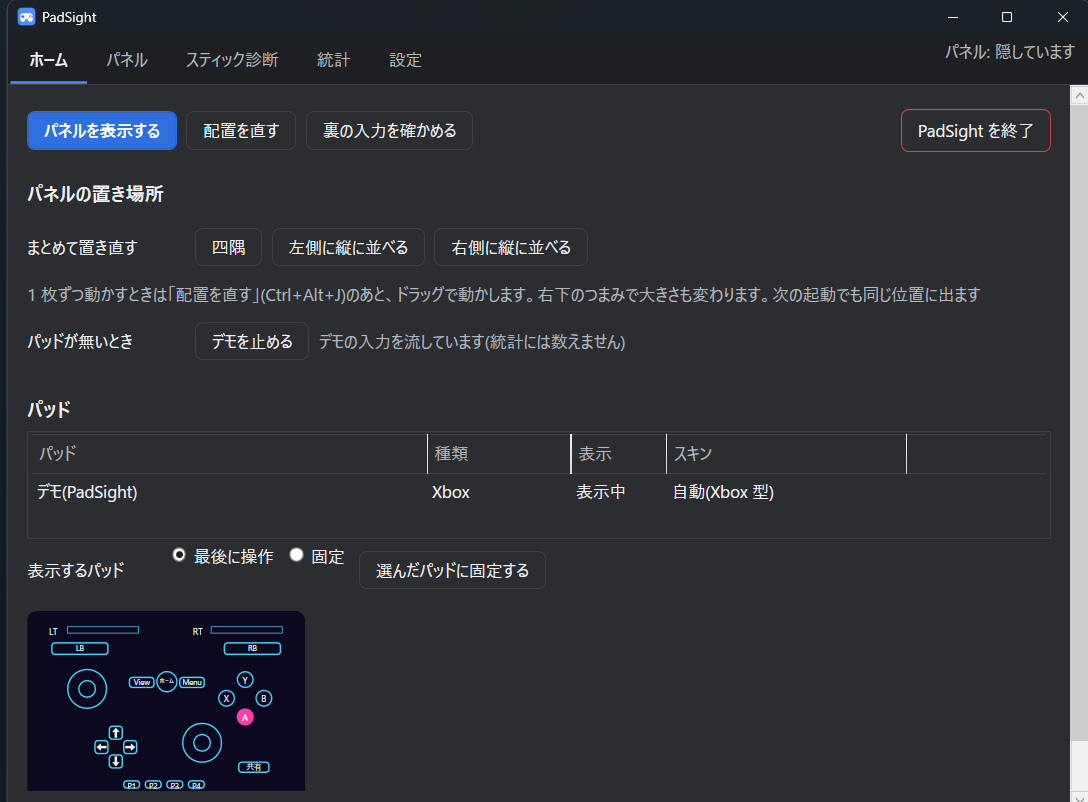 PadSight
ホーム パネル スティック診断 統計 設定 パネル: 隠しています
パネルを表示する 配置を直す 裏の入力を確かめる PadSight を終了
パネルの置き場所
まとめて置き直す 四隅 左側に縦に並べる 右側に縦に並べる
1 枚ずつ動かすときは「配置を直す」(Ctrl+Alt+J)のあと、ドラッグで動かします。右下のつまみで大きさも変わります。次の起動でも同じ位置に出ます
パッドが無いとき デモを止める デモの入力を流しています(統計には数えません)
パッド
パッド 種類 表示 スキン
デモ(PadSight) Xbox 表示中 自動(Xbox 型)
表示するパッド 最後に操作 固定 選んだパッドに固定する
LT RT
LB RB
View ホーム Menu Y
X B
A
共有
P1 P2 P3 P4